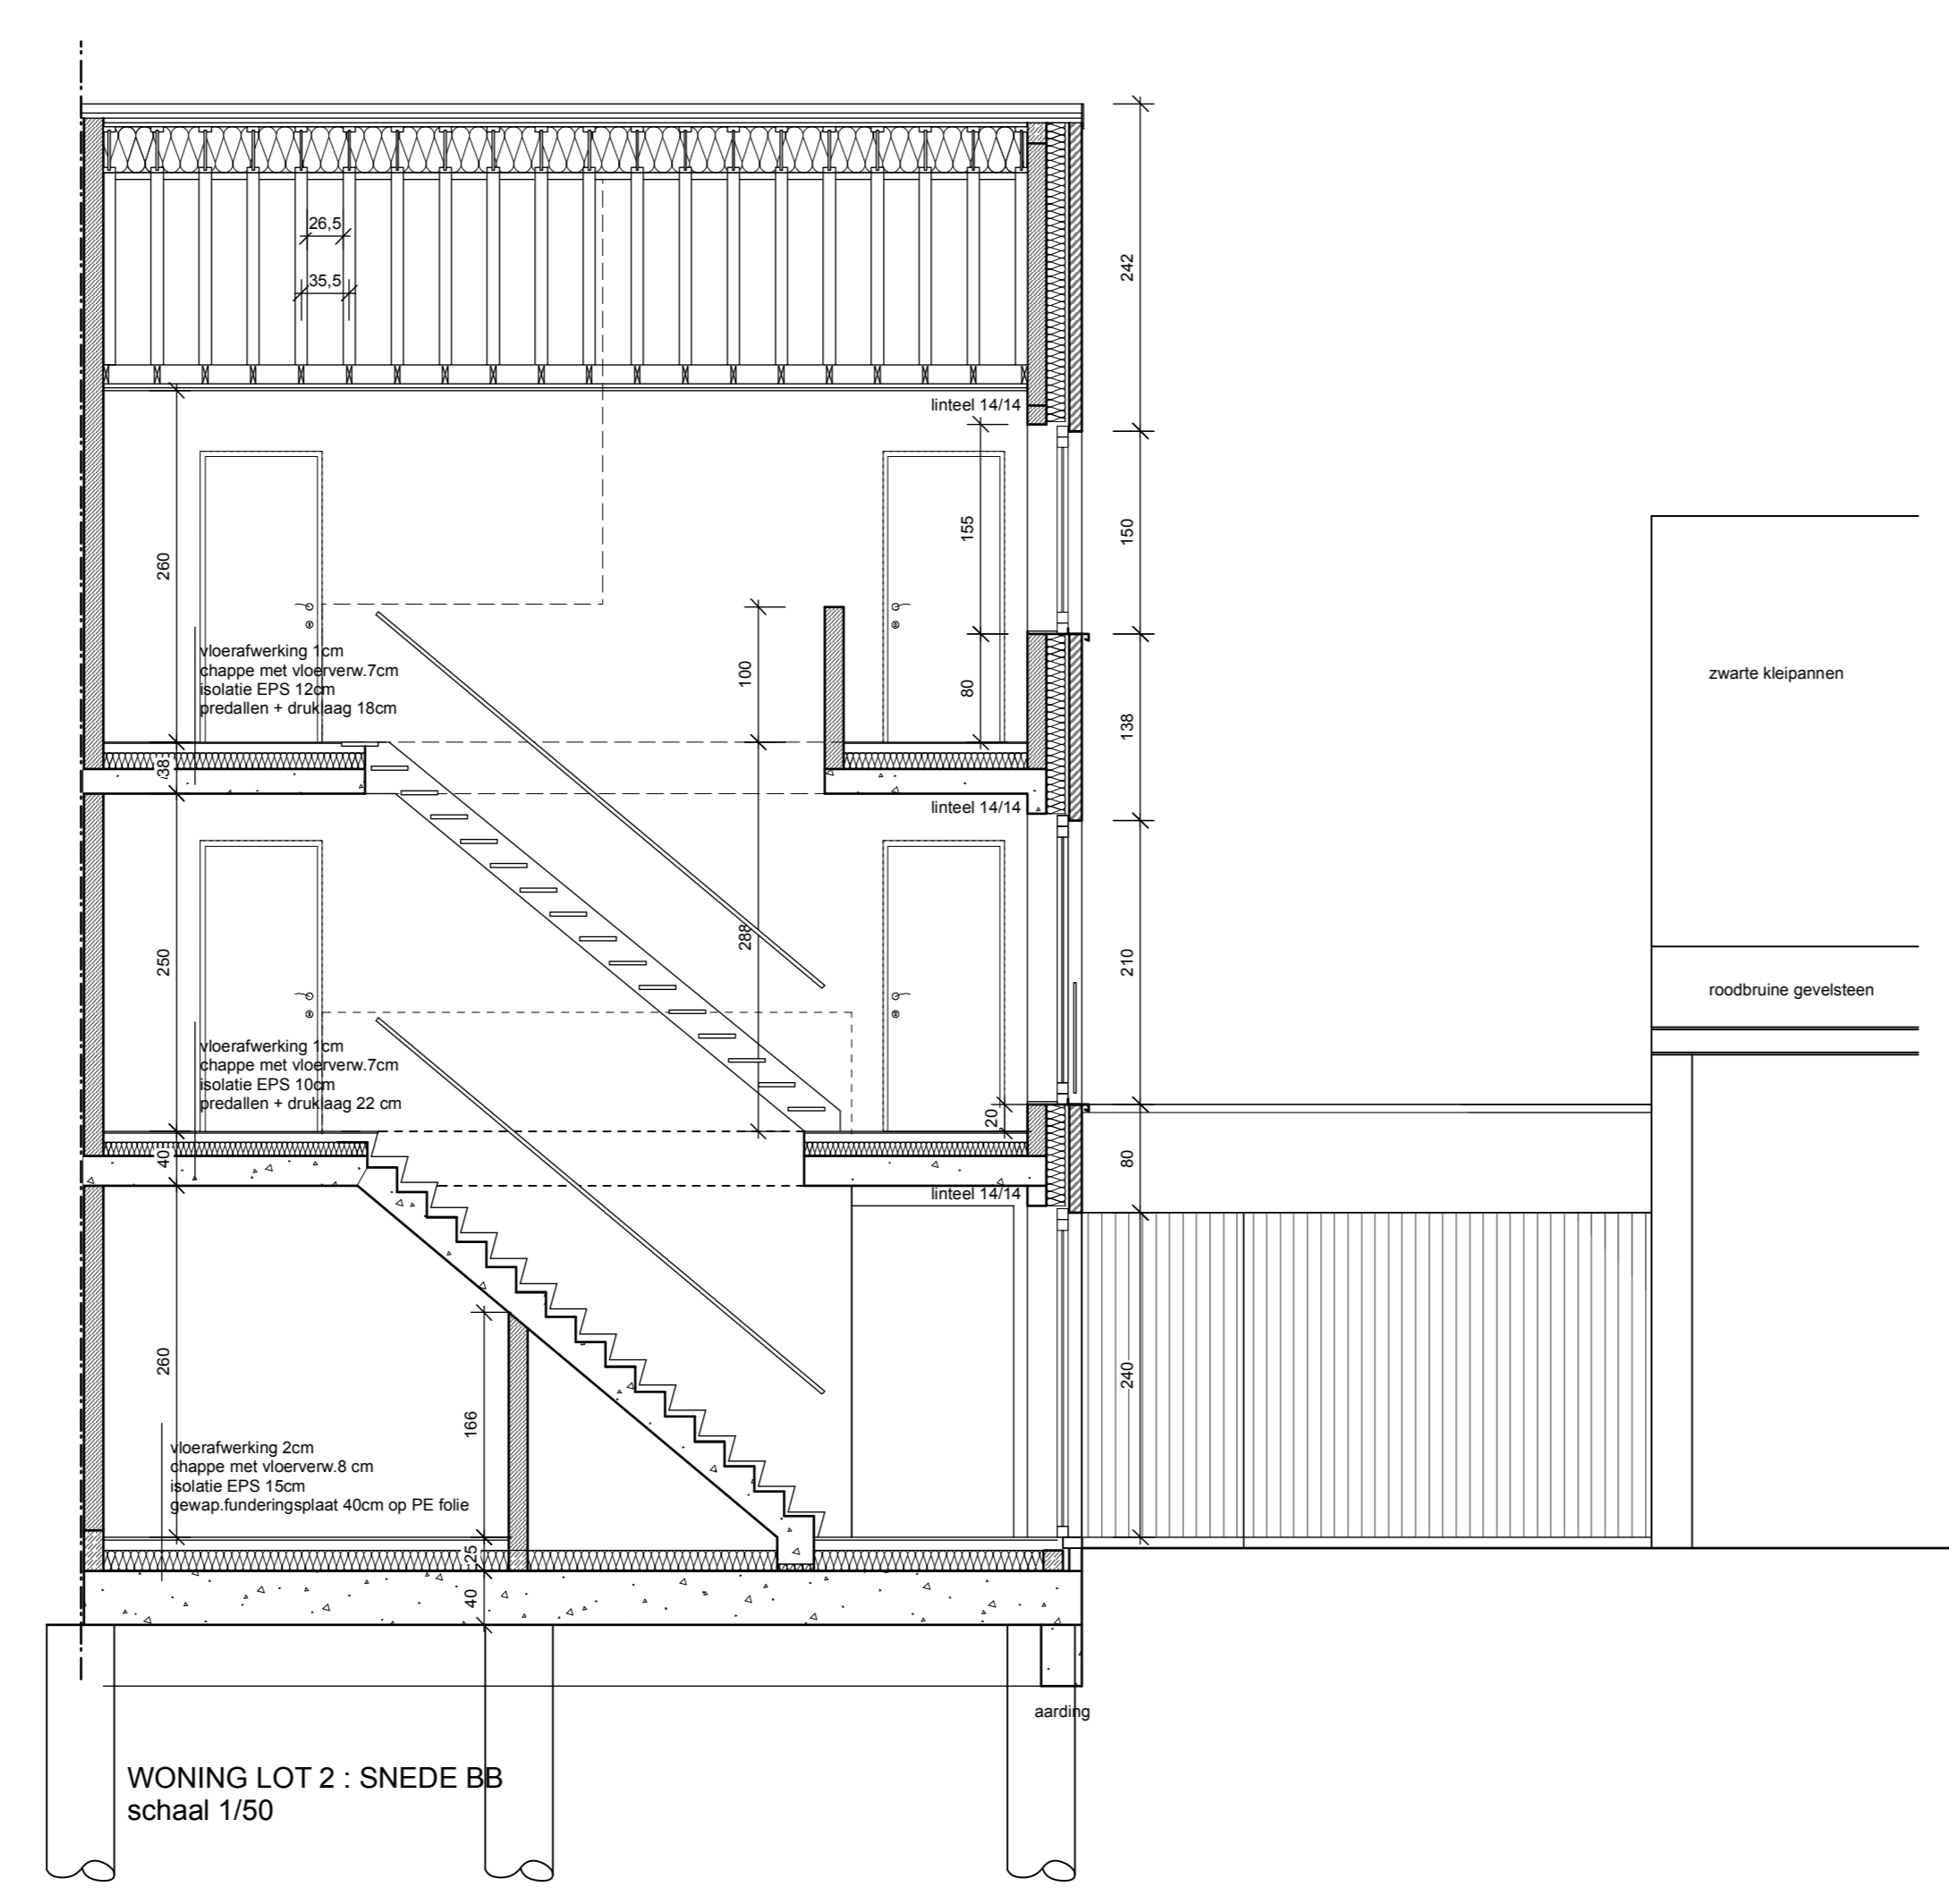 26,5
35,5
242
linteel 14/14
260
155
150
vloerafwerking 1cm
chappe met vloerverw.7cm
isolatie EPS 12cm
predallen + druklaag 18cm
100
80
138
zwarte kleipannen
38
linteel 14/14
250
288
210
roodbruine gevelsteen
vloerafwerking 1cm
chappe met vloerverw.7cm
isolatie EPS 10cm
predallen + druklaag 22 cm
20
40
80
linteel 14/14
260
166
240
vloerafwerking 2cm
chappe met vloerverw.8 cm
isolatie EPS 15cm
gewap.funderingsplaat 40cm op PE folie
25
40
aarding
WONING LOT 2 : SNEDE BB
schaal 1/50